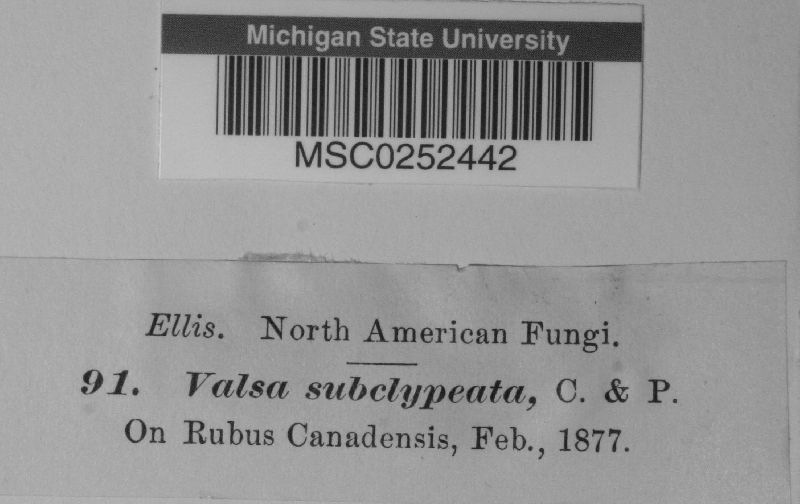 Michigan State University
MSC0252442
Ellis. North American Fungi.
91. Valsa subclypeata, C. & P.
On Rubus Canadensis, Feb., 1877.